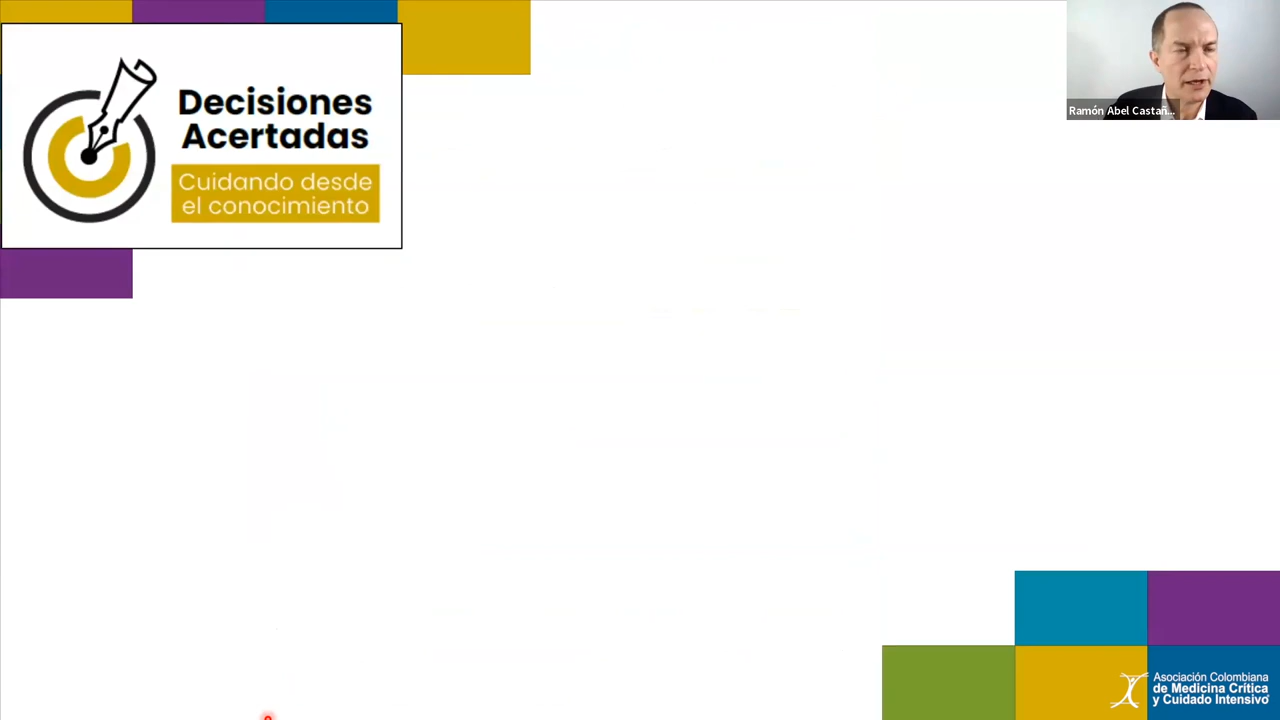 Decisiones
Acertadas
Cuidando desde
el conocimiento
Ramón Abel Castañ...
Asociación Colombiana
de Medicina Crítica
y Cuidado Intensivo